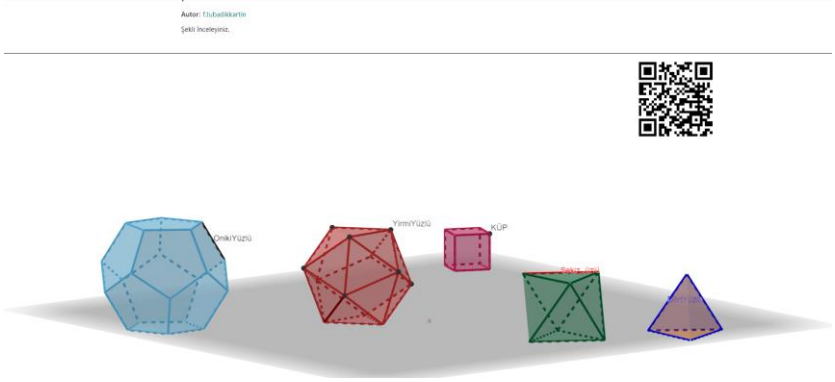 Autor: f.tubadikkartin
Şekli İnceleyiniz.
OnikiYüzlü
YirmiYüzlü
KÜP